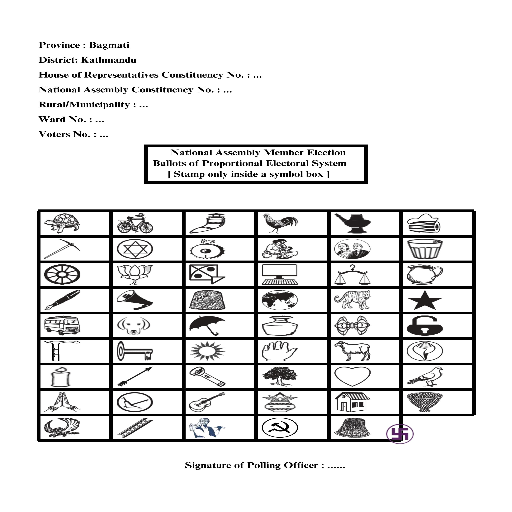 Province : Bagmati
District: Kathmandu
House of Representatives Constituency No. : ...
National Assembly Constituency No. : ...
Rural/Municipality : ...
Ward No. : ...
Voters No. : ...
National Assembly Member Election
Ballots of Proportional Electoral System
[ Stamp only inside a symbol box ]
Signature of Polling Officer : ......